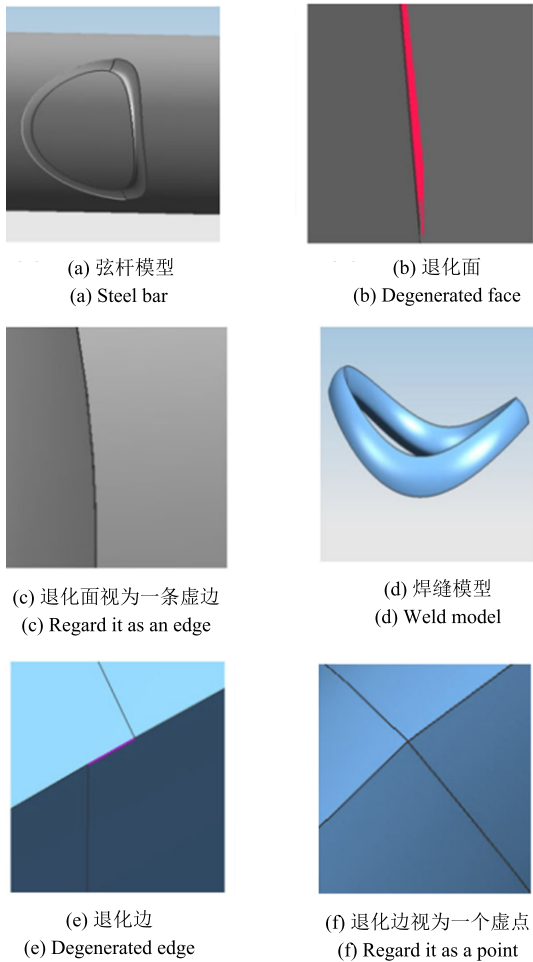 (a) 弦杆模型
(a) Steel bar
(b) 退化面
(b) Degenerated face
(c) 退化面视为一条虚边
(c) Regard it as an edge
(d) 焊缝模型
(d) Weld model
(e) 退化边
(e) Degenerated edge
(f) 退化边视为一个虚点
(f) Regard it as a point